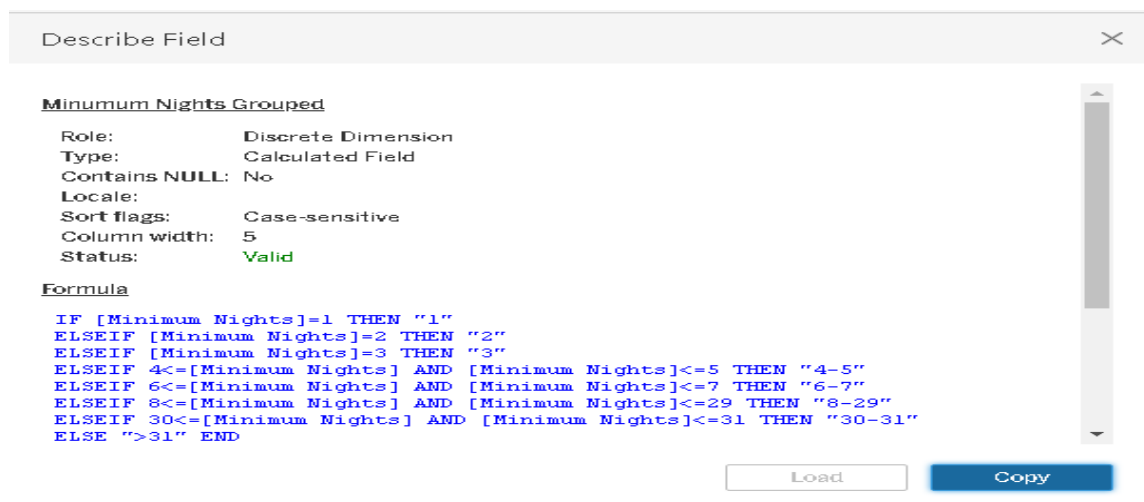 Describe Field
Minumum Nights Grouped
Role: Discrete Dimension
Type: Calculated Field
Contains NULL: No
Locale:
Sort flags: Case-sensitive
Column width: 5
Status: Valid
Formula
IF [Minimum Nights]=1 THEN "1"
ELSEIF [Minimum Nights]=2 THEN "2"
ELSEIF [Minimum Nights]=3 THEN "3"
ELSEIF 4<=[Minimum Nights] AND [Minimum Nights]<=5 THEN "4-5"
ELSEIF 6<=[Minimum Nights] AND [Minimum Nights]<=7 THEN "6-7"
ELSEIF 8<=[Minimum Nights] AND [Minimum Nights]<=29 THEN "8-29"
ELSEIF 30<=[Minimum Nights] AND [Minimum Nights]<=31 THEN "30-31"
ELSE ">31" END
Load Copy